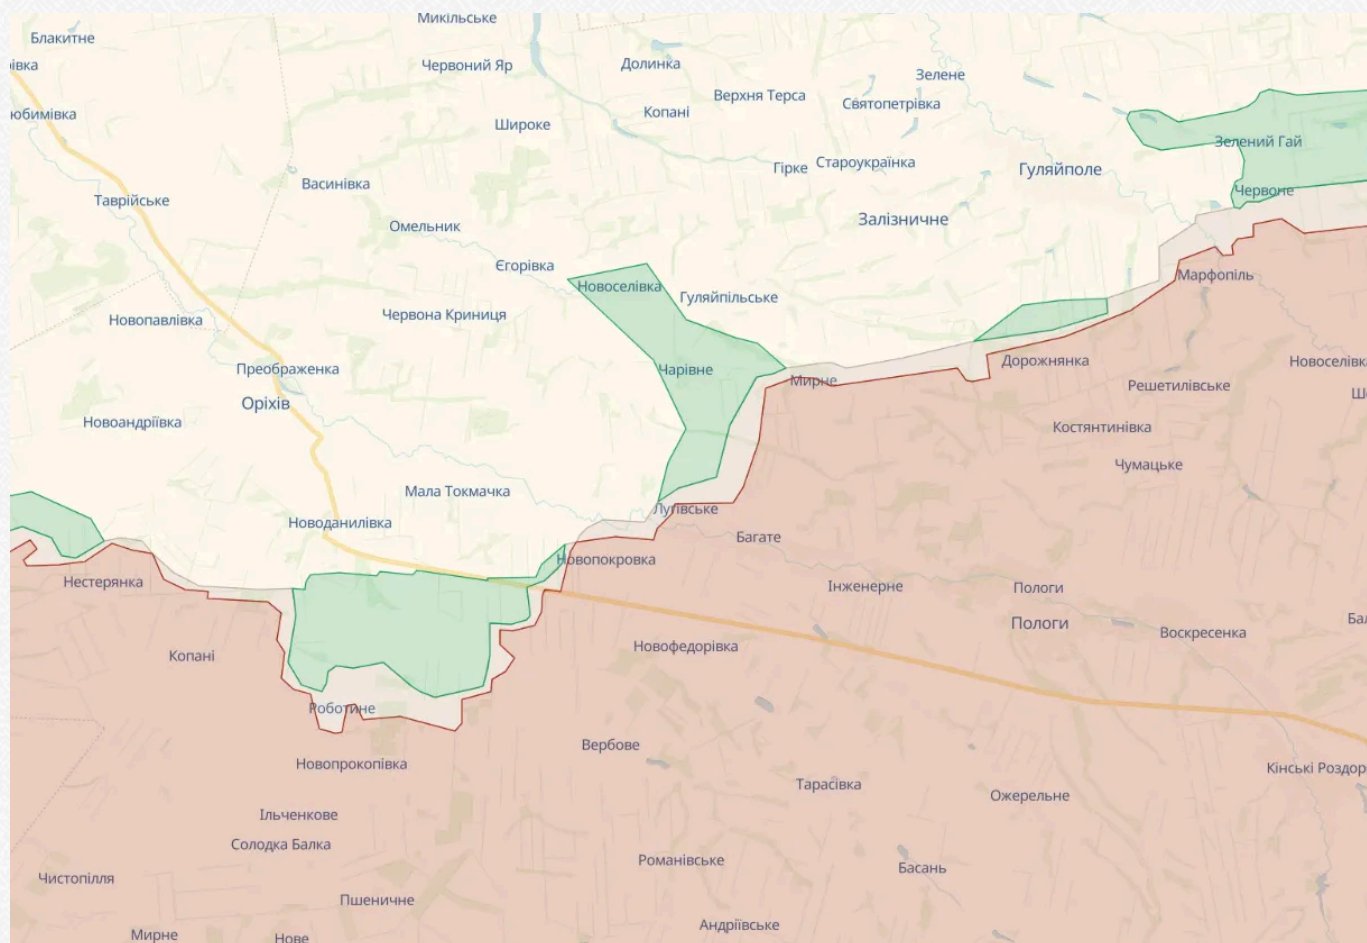 Микільське
Блакитне
івка
Червоний Яр
Долинка
Зелене
Верхня Терса
Святопетрівка
юбимівка
Копані
Широке
Зелений Гай
Гірке
Староукраїнка
Гуляйполе
Васинівка
Червоне
Таврійське
Залізничне
Омельник
Єгорівка
Марфопіль
Новоселівка
Гуляйпільське
Червона Криниця
Новопавлівка
Дорожнянка
Новоселівка
Преображенка
Чарівне
Мирне
Решетилівське
Оріхів
Новоандріївка
Костянтинівка
Чумацьке
Мала Токмачка
Лугівське
Новоданилівка
Багате
Новопокровка
Нестерянка
Інженерне
Пологи
Пологи
Воскресенка
Новофедорівка
Копані
Роботине
Вербове
Новопрокопівка
Кінські Роздор
Тарасівка
Ожерельне
Ільченкове
Солодка Балка
Романівське
Басань
Чистопілля
Пшеничне
Андріївське
Мирне
Нове